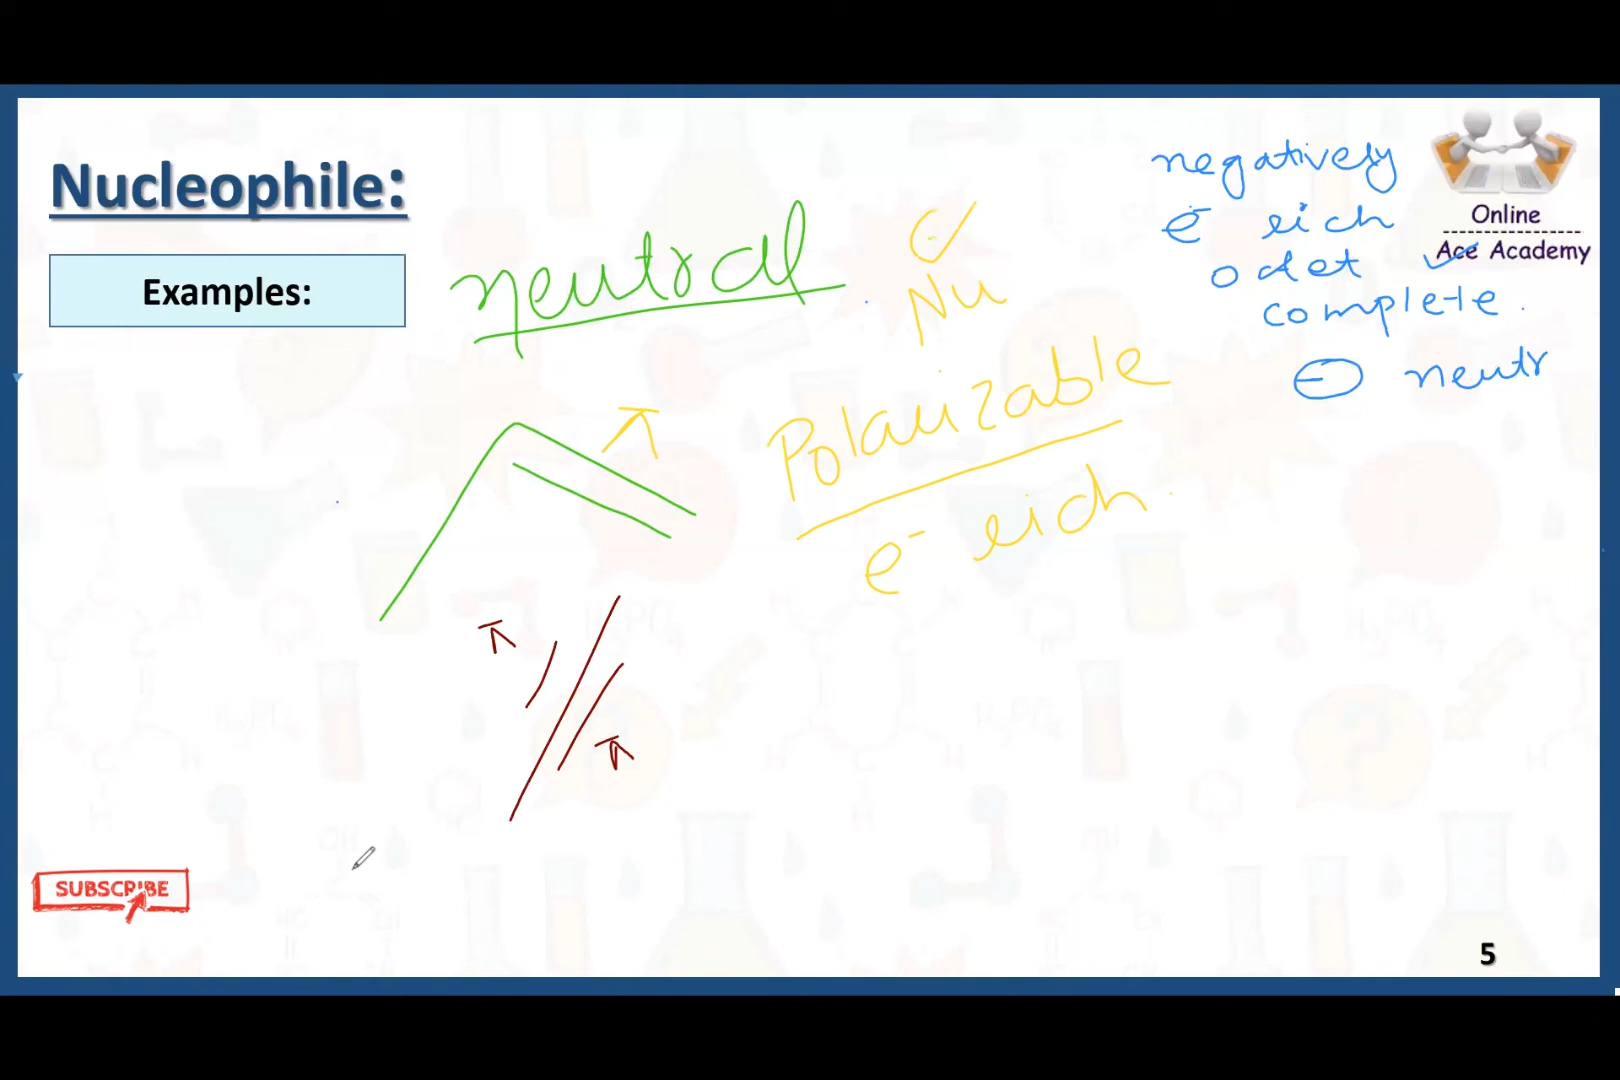 Nucleophile:
Examples:
neutral
Nu
Polarizable
e⁻ rich
negatively
e⁻ rich
octet
complete.
neutr
Online
Ace Academy
π
π
π
SUBSCRIBE
5